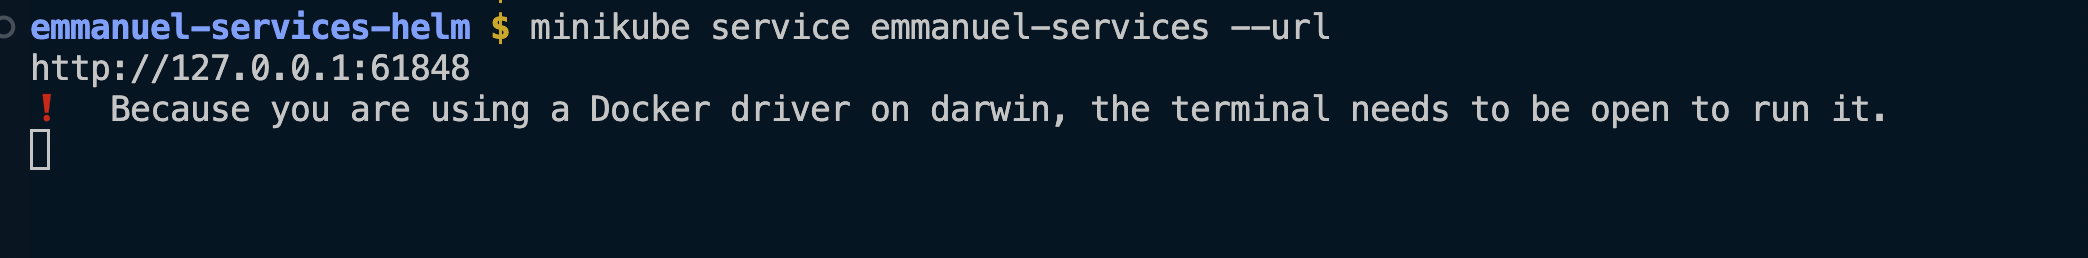 emmanuel-services-helm $ minikube service emmanuel-services --url
http://127.0.0.1:61848
! Because you are using a Docker driver on darwin, the terminal needs to be open to run it.